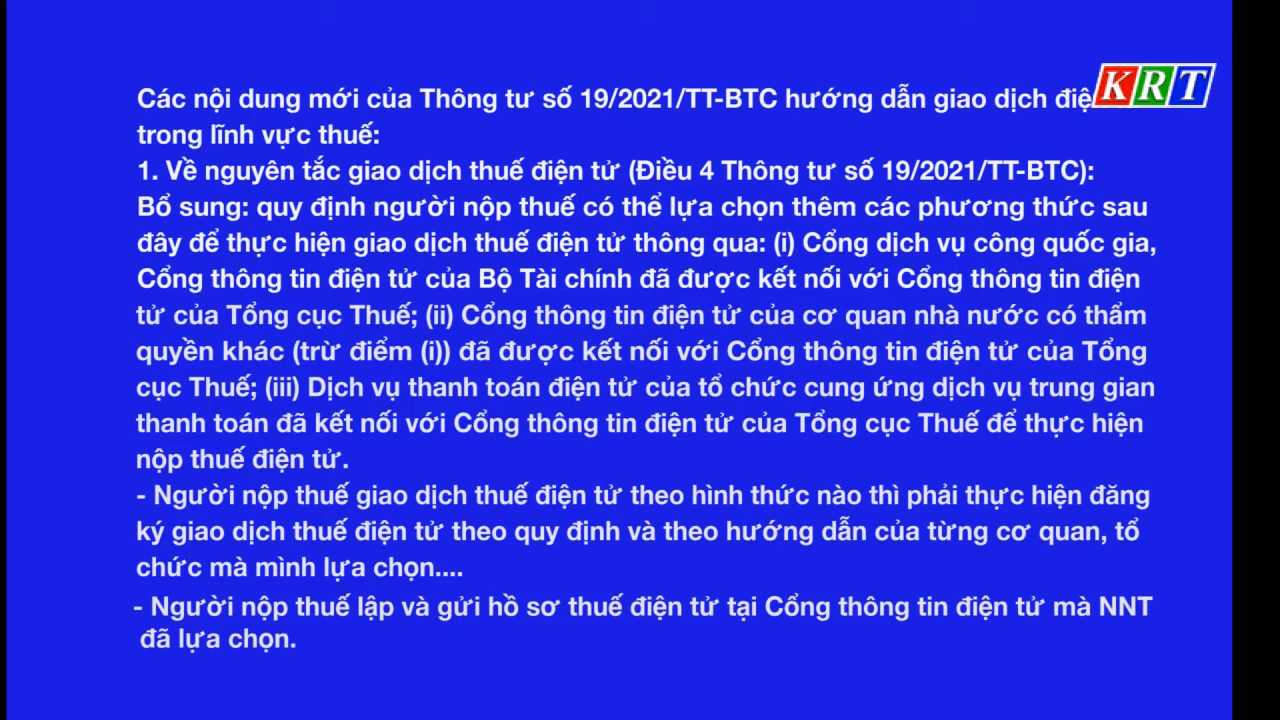 Các nội dung mới của Thông tư số 19/2021/TT-BTC hướng dẫn giao dịch
KRT
trong lĩnh vực thuế:
1. Về nguyên tắc giao dịch thuế điện tử (Điều 4 Thông tư số 19/2021/TT-BTC):
Bổ sung: quy định người nộp thuế có thể lựa chọn thêm các phương thức sau
đây để thực hiện giao dịch thuế điện tử thông qua: (i) Cổng dịch vụ công quốc gia,
Cổng thông tin điện tử của Bộ Tài chính đã được kết nối với Cổng thông tin điện
tử của Tổng cục Thuế; (ii) Cổng thông tin điện tử của cơ quan nhà nước có thẩm
quyền khác (trừ điểm (i)) đã được kết nối với Cổng thông tin điện tử của Tổng
cục Thuế; (iii) Dịch vụ thanh toán điện tử của tổ chức cung ứng dịch vụ trung gian
thanh toán đã kết nối với Cổng thông tin điện tử của Tổng cục Thuế để thực hiện
nộp thuế điện tử.
- Người nộp thuế giao dịch thuế điện tử theo hình thức nào thì phải thực hiện đăng
ký giao dịch thuế điện tử theo quy định và theo hướng dẫn của từng cơ quan, tổ
chức mà mình lựa chọn....
- Người nộp thuế lập và gửi hồ sơ thuế điện tử tại Cổng thông tin điện tử mà NNT
đã lựa chọn.